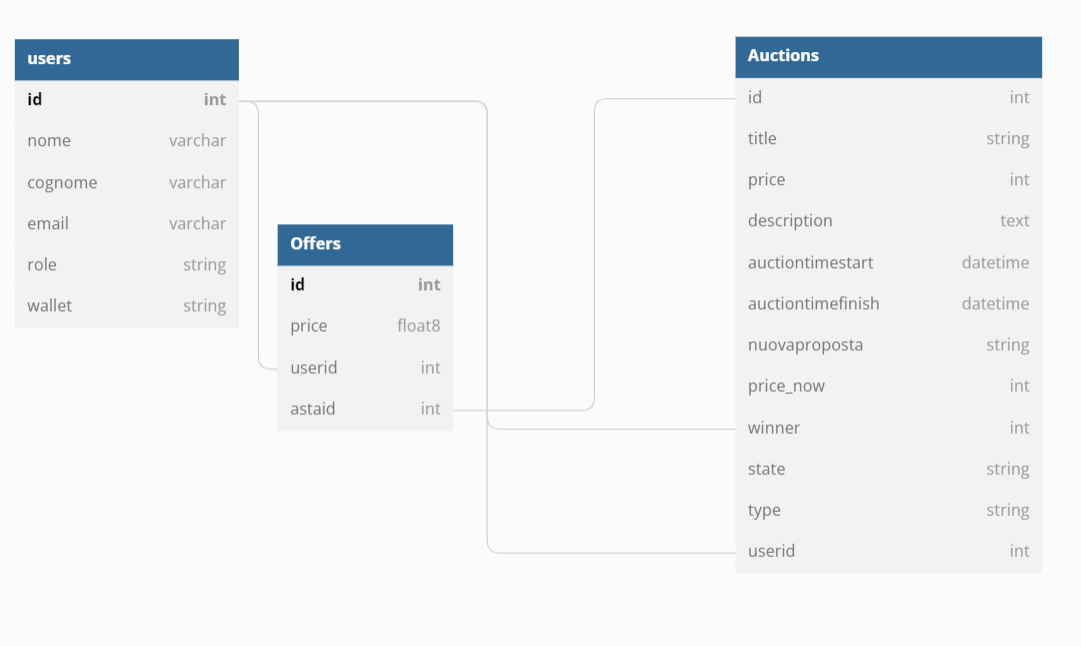 users
id int
nome varchar
cognome varchar
email varchar
role string
wallet string
Offers
id int
price float8
userid int
astaid int
Auctions
id int
title string
price int
description text
auctiontimestart datetime
auctiontimefinish datetime
nuovaproposta string
price_now int
winner int
state string
type string
userid int